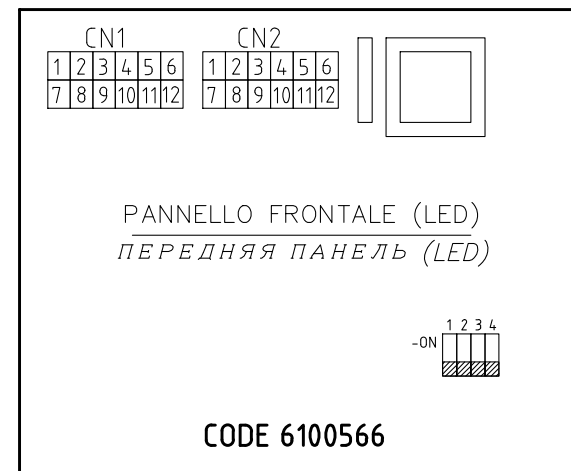 CN1 CN2
1 2 3 4 5 6 1 2 3 4 5 6
7 8 9 10 11 12 7 8 9 10 11 12
PANNELLO FRONTALE (LED)
ПЕРЕДНЯЯ ПАНЕЛЬ (LED)
1 2 3 4
-ON
CODE 6100566